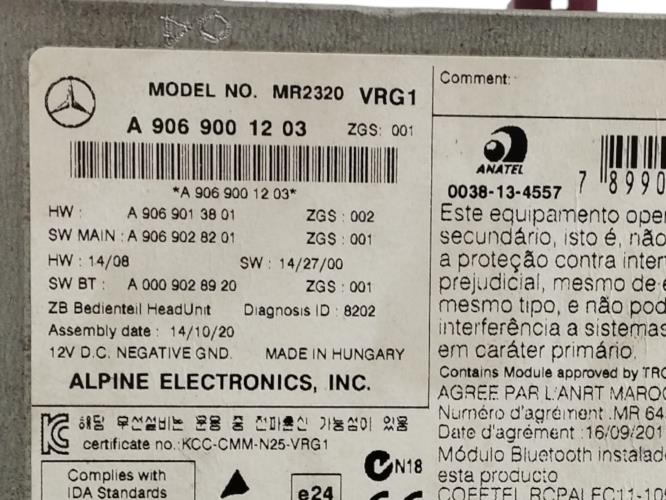 MODEL NO. MR2320 VRG1
A 906 900 12 03 ZGS: 001
*A 906 900 12 03*
HW : A 906 901 38 01 ZGS : 002
SW MAIN : A 906 902 82 01 ZGS : 001
HW : 14/08 SW : 14/27/00
SW BT : A 000 902 89 20 ZGS : 001
ZB Bedienteil HeadUnit Diagnosis ID : 8202
Assembly date : 14/10/20
12V D.C. NEGATIVE GND. MADE IN HUNGARY
ALPINE ELECTRONICS, INC.
해당 무선설비는 운용 중 전파혼신 가능성이 있음
certificate no.:KCC-CMM-N25-VRG1
Complies with
IDA Standards
N18
e24
Comment:
ANATEL
0038-13-4557 7 8990
Este equipamento oper
secundário, isto é, não
a proteção contra inter
prejudicial, mesmo de e
mesmo tipo, e não pod
interferência a sistemas
em caráter primário.
Contains Module approved by TRC
AGREE PAR L'ANRT MAROC
Numéro d'agrément :MR 64
Date d'agrément :16/09/201
Módulo Bluetooth instalad
esta producto
COFETEL:RCPALEC11-10